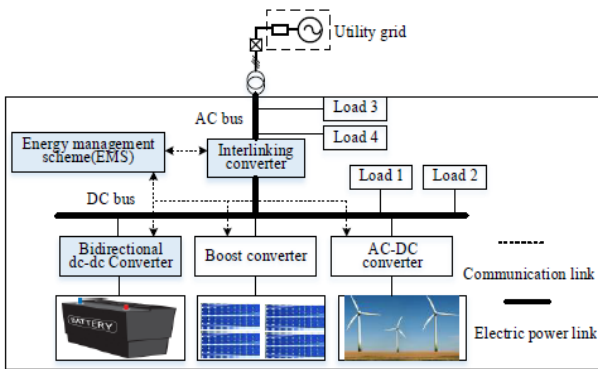 Utility grid
AC bus
Load 3
Load 4
Energy management
scheme(EMS)
Interlinking
converter
DC bus
Load 1
Load 2
Bidirectional
dc-dc Converter
Boost converter
AC-DC
converter
Communication link
BATTERY
Electric power link